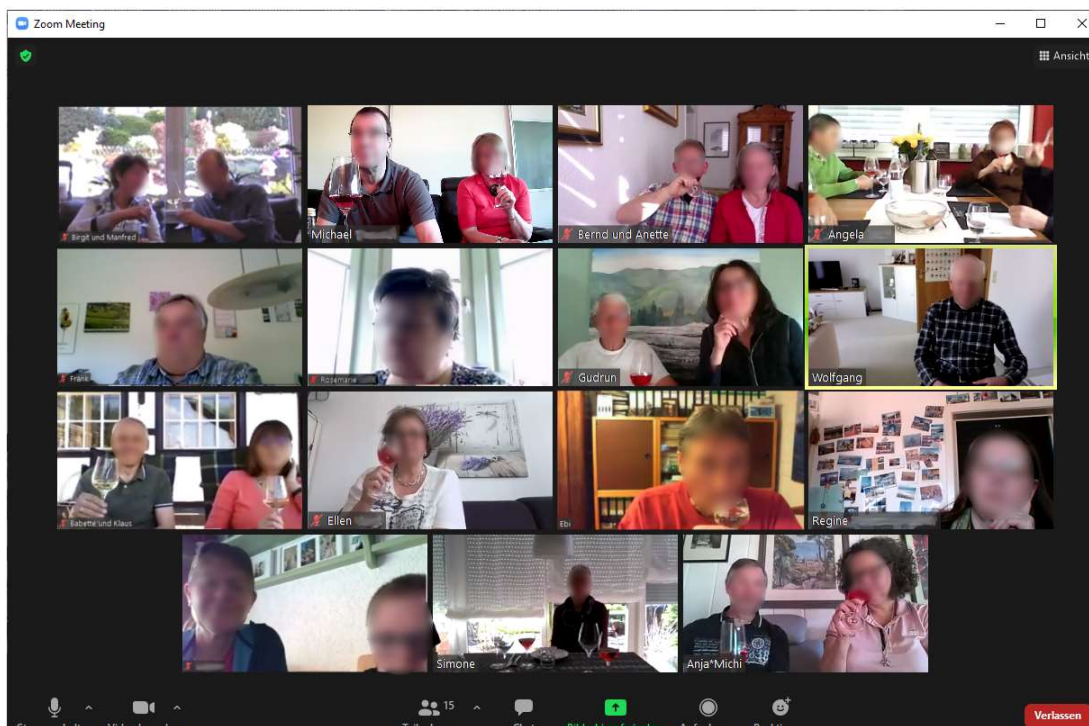 Zoom Meeting
Ansicht
Birgit und Manfred
Michael
Bernd und Anette
Angela
Frank
Rosemarie
Gudrun
Wolfgang
Babette und Klaus
Ellen
Ebi
Regine
Simone
Anja*Michi
15
Verlassen